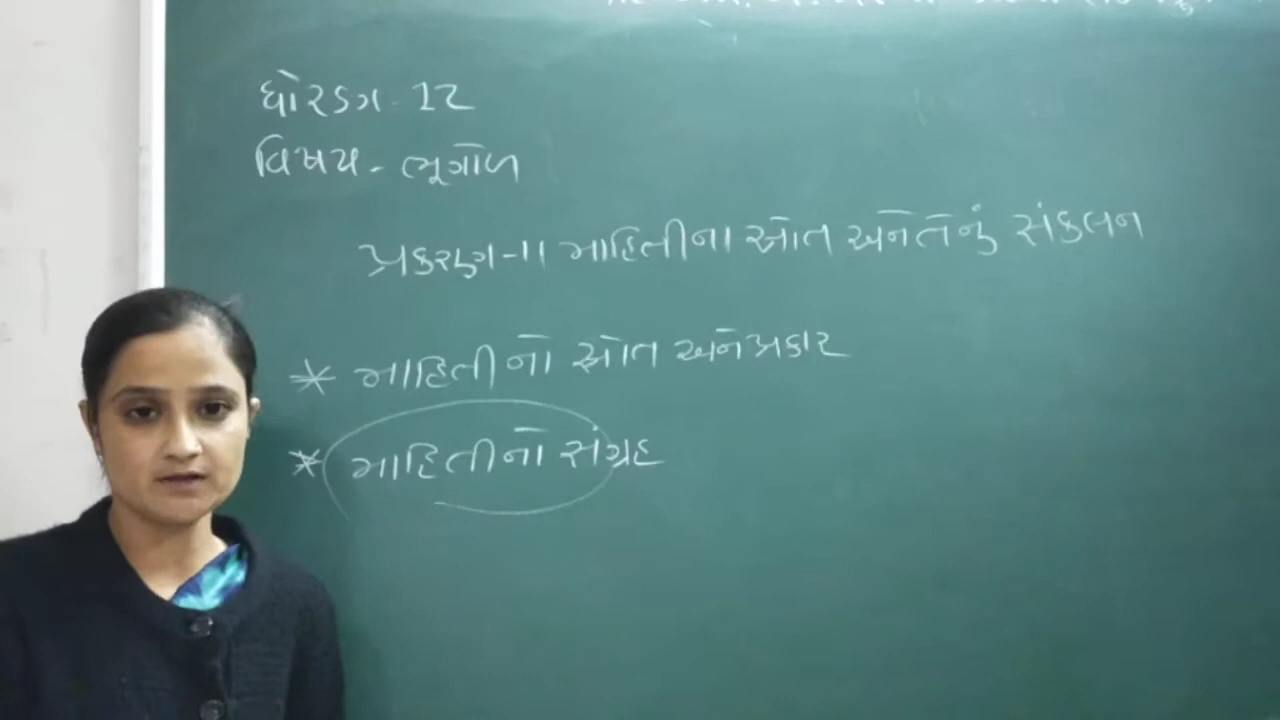 ધોરણ - 12
વિષય - ભૂગોળ
પ્રકરણ-11 માહિતીના સ્રોત અને તેનું સંકલન
* માહિતીનો સ્રોત અને પ્રકાર
* માહિતીનો સંગ્રહ